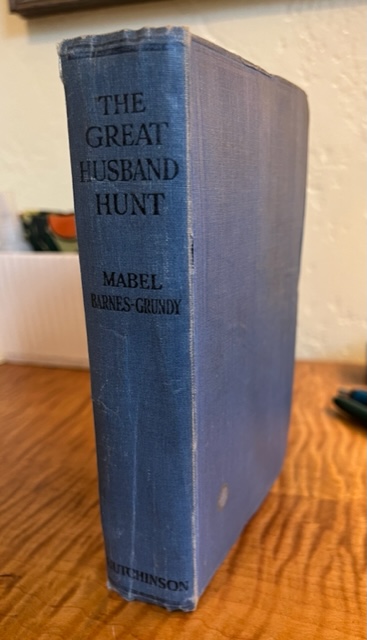 THE
GREAT
HUSBAND
HUNT
MABEL
BARNES-GRUNDY
HUTCHINSON